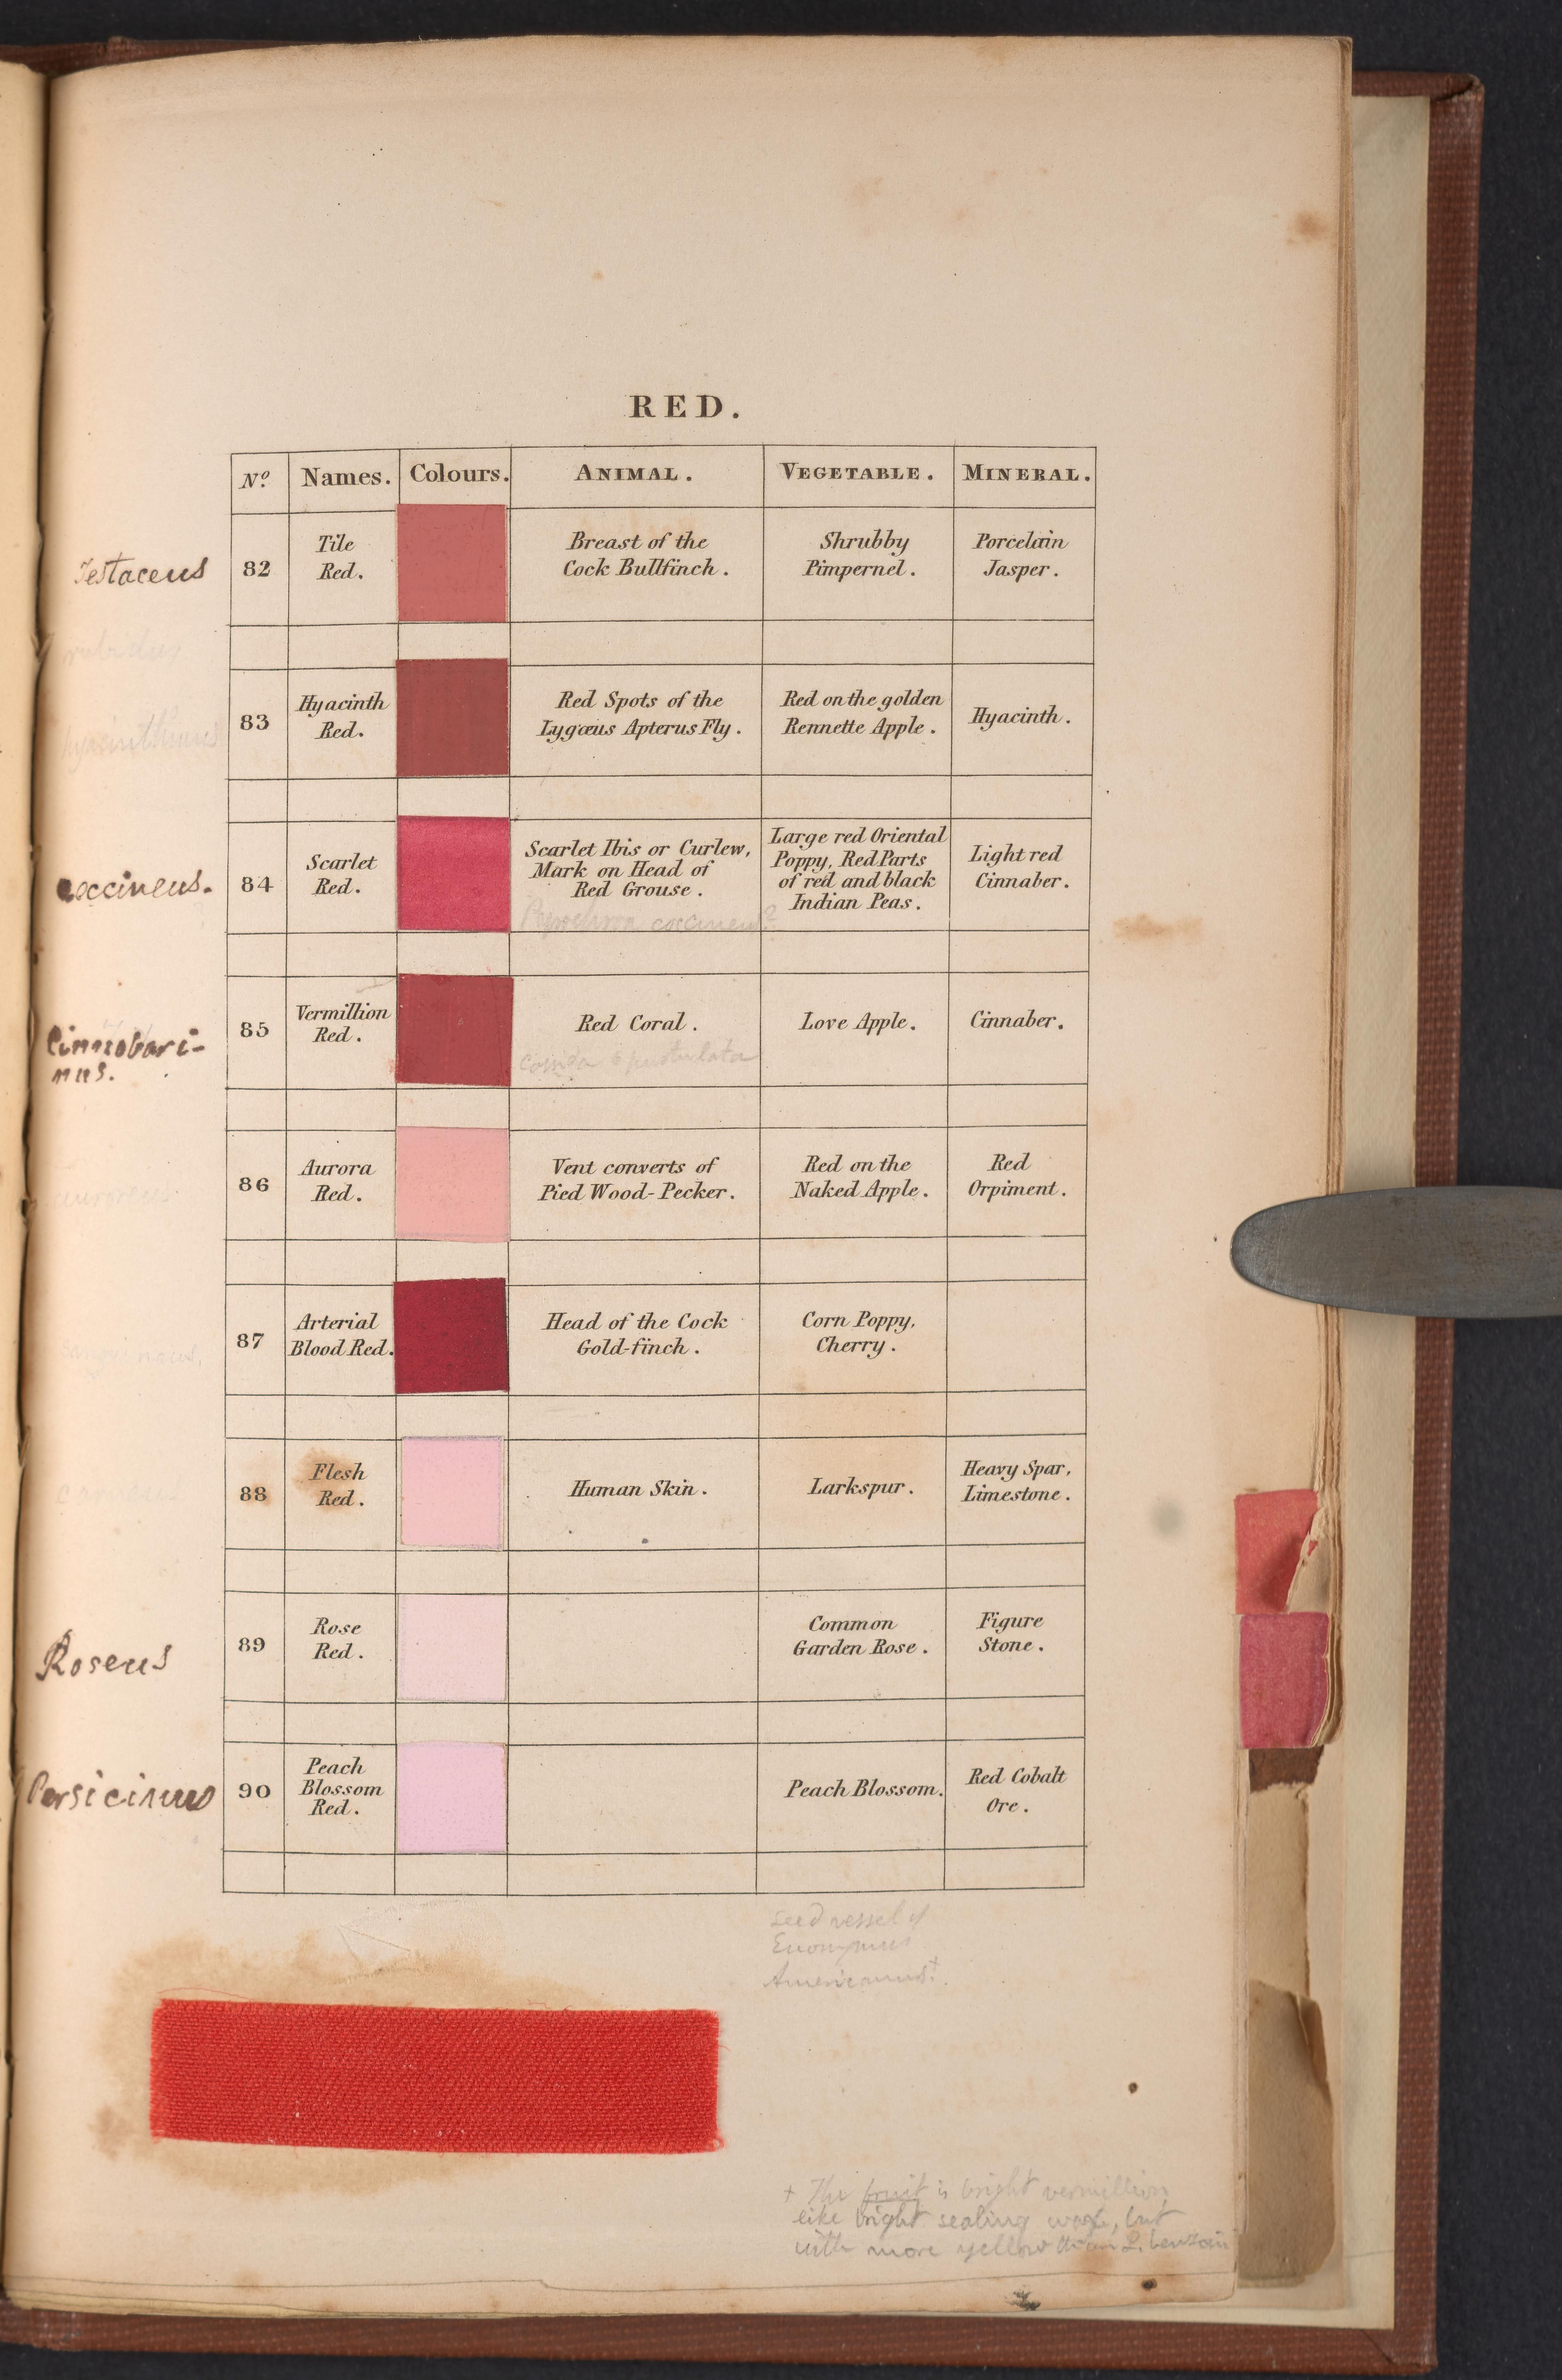 RED.
Nº. Names. Colours. ANIMAL. VEGETABLE. MINERAL.
Testaceus
82
Tile
Red.
Breast of the
Cock Bullfinch.
Shrubby
Pimpernel.
Porcelain
Jasper.
rubidus
hyacinthinus
83
Hyacinth
Red.
Red Spots of the
Lygœus Apterus Fly.
Red on the golden
Rennette Apple.
Hyacinth.
coccineus.
84
Scarlet
Red.
Scarlet Ibis or Curlew,
Mark on Head of
Red Grouse.
coccinea?
Large red Oriental
Poppy, Red Parts
of red and black
Indian Peas.
Light red
Cinnaber.
Cinnobari-
nus.
85
Vermillion
Red.
Red Coral.
pustulata
Love Apple.
Cinnaber.
auroreus
86
Aurora
Red.
Vent converts of
Pied Wood-Pecker.
Red on the
Naked Apple.
Red
Orpiment.
sanguineus.
87
Arterial
Blood Red.
Head of the Cock
Gold-finch.
Corn Poppy,
Cherry.
carneus
88
Flesh
Red.
Human Skin.
Larkspur.
Heavy Spar,
Limestone.
Roseus
89
Rose
Red.
Common
Garden Rose.
Figure
Stone.
Persicinus
90
Peach
Blossom
Red.
Peach Blossom.
Red Cobalt
Ore.
seed vessel of
Euonymus
Americanus+.
+ The fruit is bright vermillion,
like bright sealing wax, but
with more yellow than L. benzoin